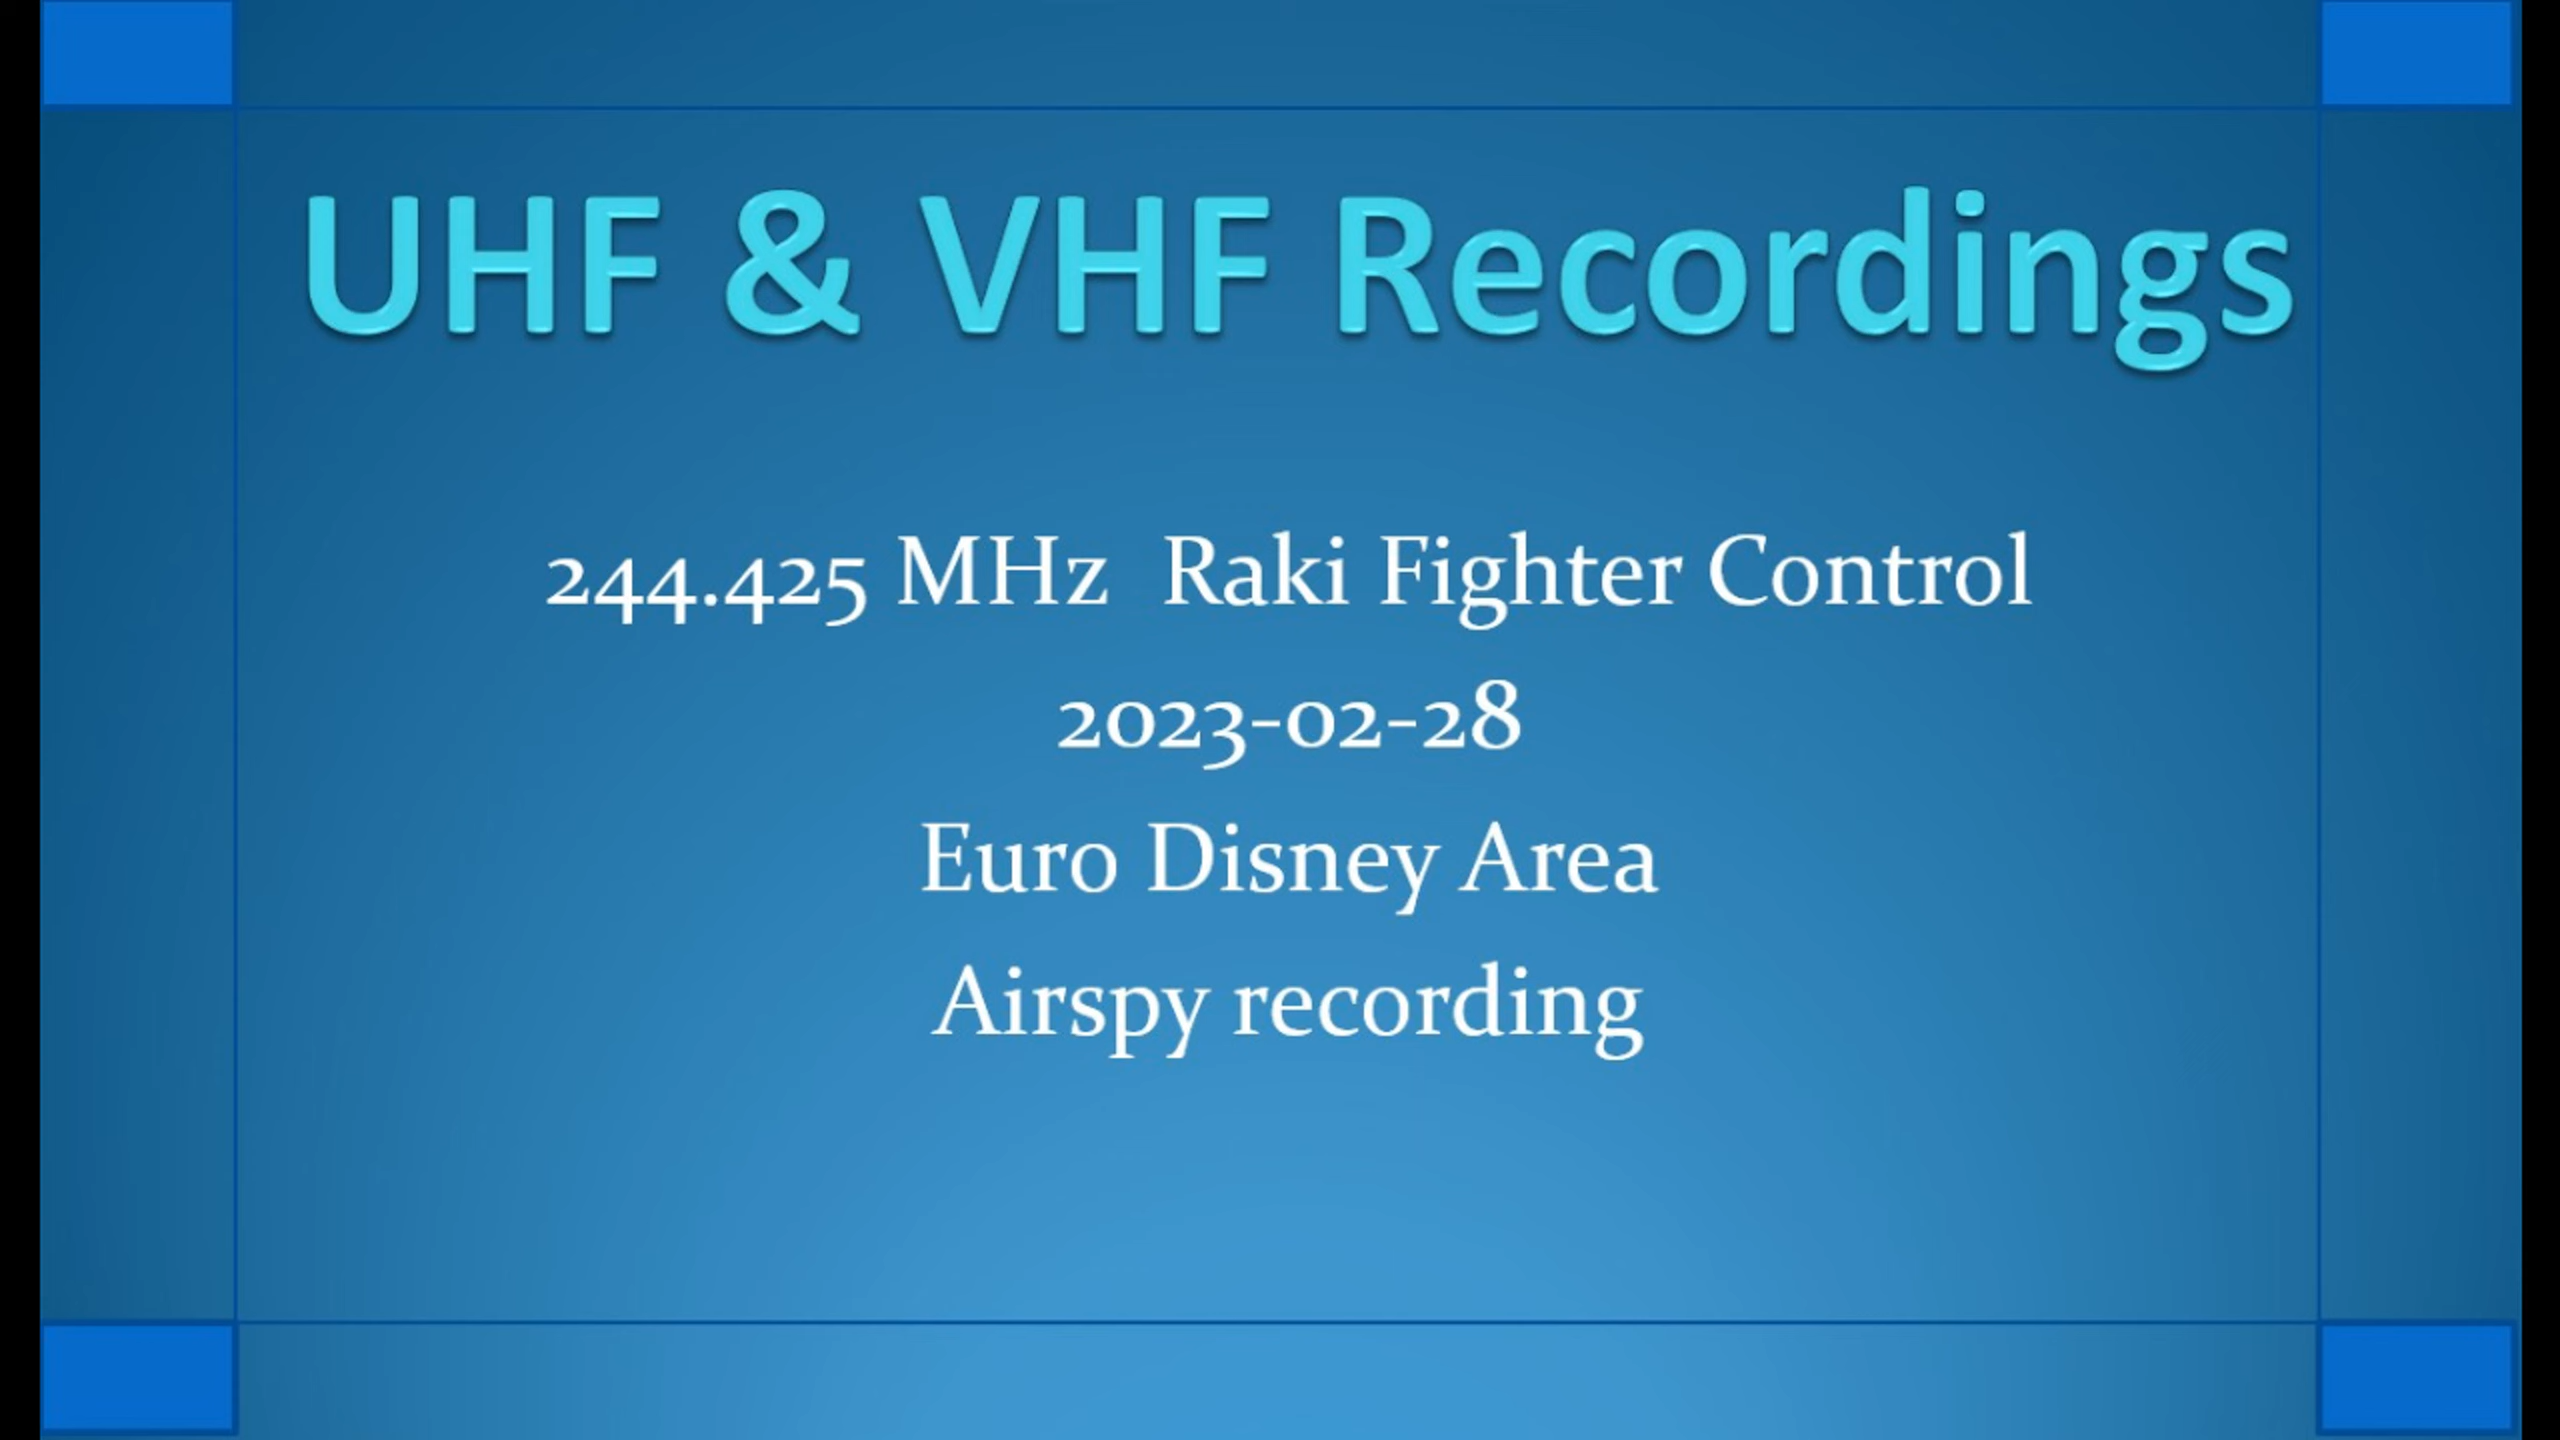 UHF & VHF Recordings
244.425 MHz  Raki Fighter Control
2023-02-28
Euro Disney Area
Airspy recording